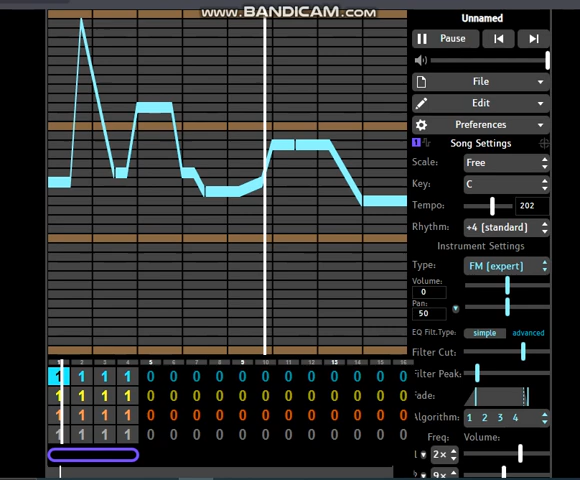 WWW.BANDICAM.COM
Unnamed
Pause
File
Edit
Preferences
1 Song Settings
Scale: Free
Key: C
Tempo: 202
Rhythm: +4 (standard)
Instrument Settings
Type: FM (expert)
Volume:
0
Pan:
50
EQ Filt.Type: simple advanced
Filter Cut:
Filter Peak:
Fade:
Algorithm: 1 2 3 4
Freq: Volume:
2×
9×
1 5 9 13
1 1 1 1 0 0 0 0 0 0 0 0 0 0 0 0
1 1 1 1 0 0 0 0 0 0 0 0 0 0 0 0
1 1 1 1 0 0 0 0 0 0 0 0 0 0 0 0
1 1 1 1 0 0 0 0 0 0 0 0 0 0 0 0